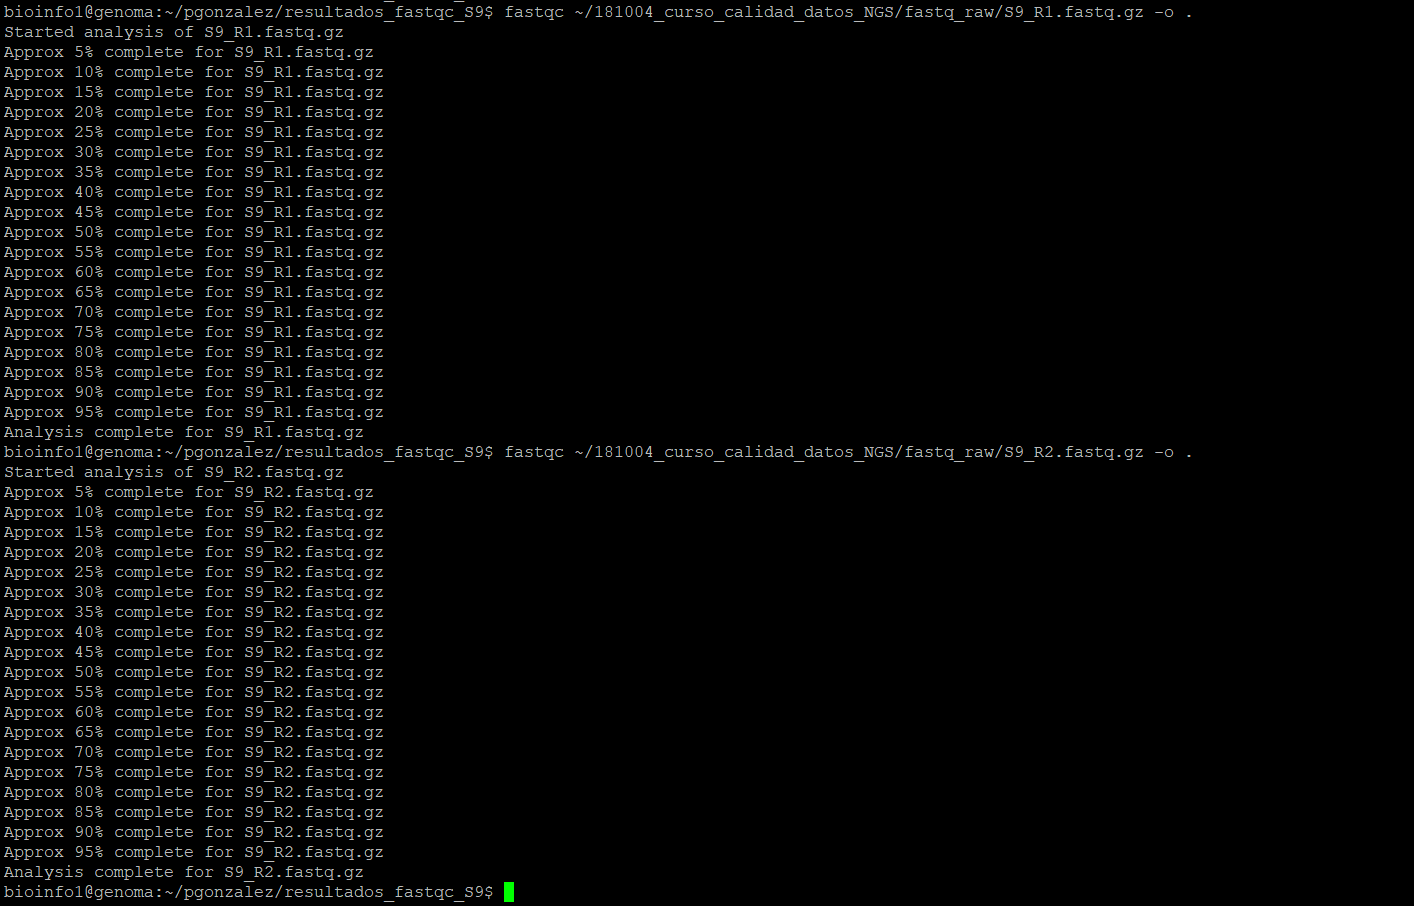 bioinfo1@genoma:~/pgonzalez/resultados_fastqc_S9$ fastqc ~/181004_curso_calidad_datos_NGS/fastq_raw/S9_R1.fastq.gz -o .
Started analysis of S9_R1.fastq.gz
Approx 5% complete for S9_R1.fastq.gz
Approx 10% complete for S9_R1.fastq.gz
Approx 15% complete for S9_R1.fastq.gz
Approx 20% complete for S9_R1.fastq.gz
Approx 25% complete for S9_R1.fastq.gz
Approx 30% complete for S9_R1.fastq.gz
Approx 35% complete for S9_R1.fastq.gz
Approx 40% complete for S9_R1.fastq.gz
Approx 45% complete for S9_R1.fastq.gz
Approx 50% complete for S9_R1.fastq.gz
Approx 55% complete for S9_R1.fastq.gz
Approx 60% complete for S9_R1.fastq.gz
Approx 65% complete for S9_R1.fastq.gz
Approx 70% complete for S9_R1.fastq.gz
Approx 75% complete for S9_R1.fastq.gz
Approx 80% complete for S9_R1.fastq.gz
Approx 85% complete for S9_R1.fastq.gz
Approx 90% complete for S9_R1.fastq.gz
Approx 95% complete for S9_R1.fastq.gz
Analysis complete for S9_R1.fastq.gz
bioinfo1@genoma:~/pgonzalez/resultados_fastqc_S9$ fastqc ~/181004_curso_calidad_datos_NGS/fastq_raw/S9_R2.fastq.gz -o .
Started analysis of S9_R2.fastq.gz
Approx 5% complete for S9_R2.fastq.gz
Approx 10% complete for S9_R2.fastq.gz
Approx 15% complete for S9_R2.fastq.gz
Approx 20% complete for S9_R2.fastq.gz
Approx 25% complete for S9_R2.fastq.gz
Approx 30% complete for S9_R2.fastq.gz
Approx 35% complete for S9_R2.fastq.gz
Approx 40% complete for S9_R2.fastq.gz
Approx 45% complete for S9_R2.fastq.gz
Approx 50% complete for S9_R2.fastq.gz
Approx 55% complete for S9_R2.fastq.gz
Approx 60% complete for S9_R2.fastq.gz
Approx 65% complete for S9_R2.fastq.gz
Approx 70% complete for S9_R2.fastq.gz
Approx 75% complete for S9_R2.fastq.gz
Approx 80% complete for S9_R2.fastq.gz
Approx 85% complete for S9_R2.fastq.gz
Approx 90% complete for S9_R2.fastq.gz
Approx 95% complete for S9_R2.fastq.gz
Analysis complete for S9_R2.fastq.gz
bioinfo1@genoma:~/pgonzalez/resultados_fastqc_S9$